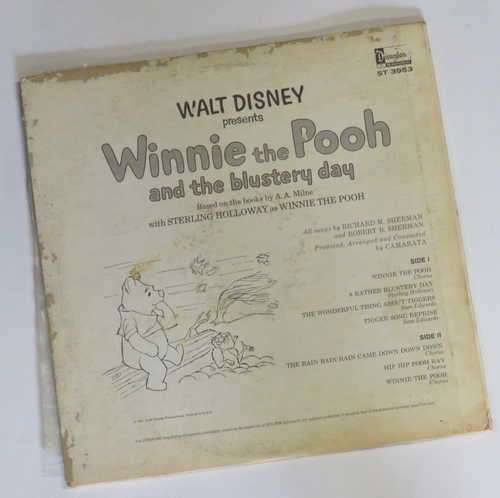 Disneyland
ST 3953
WALT DISNEY
presents
Winnie the Pooh
and the blustery day
Based on the books by A. A. Milne
with STERLING HOLLOWAY as WINNIE THE POOH
All songs by RICHARD M. SHERMAN
and ROBERT B. SHERMAN
Produced, Arranged and Conducted
by CAMARATA
SIDE I
WINNIE THE POOH
Chorus
A RATHER BLUSTERY DAY
Sterling Holloway
THE WONDERFUL THING ABOUT TIGGERS
Sam Edwards
TIGGER SONG REPRISE
Sam Edwards
SIDE II
THE RAIN RAIN RAIN CAME DOWN DOWN DOWN
Chorus
HIP HIP POOH RAY
Chorus
WINNIE THE POOH
Chorus